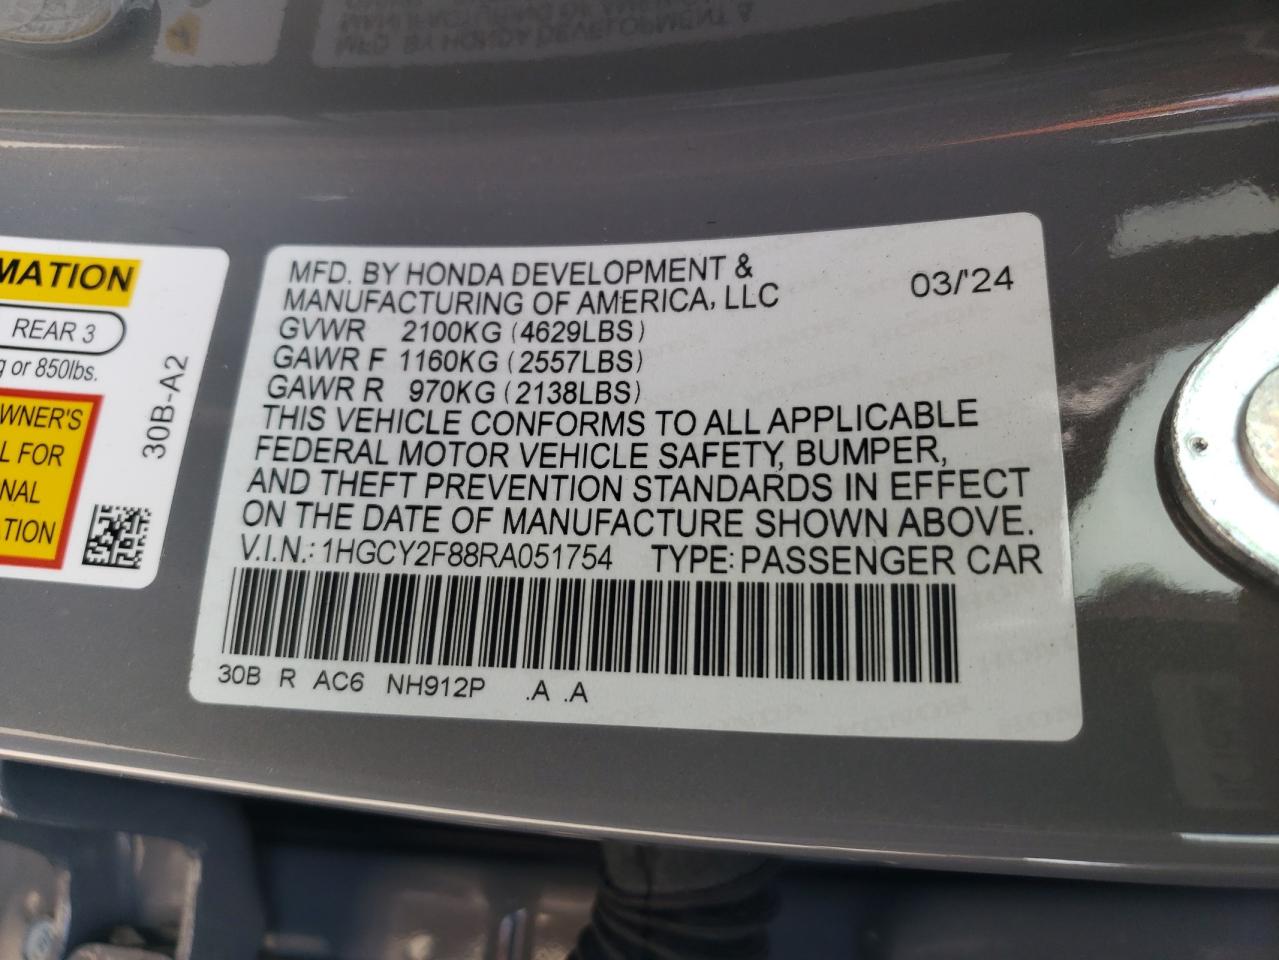 MATION
REAR 3
g or 850lbs.
WNER'S
L FOR
NAL
ATION
30B-A2
MFD. BY HONDA DEVELOPMENT &
MANUFACTURING OF AMERICA, LLC
03/'24
GVWR 2100KG (4629LBS)
GAWR F 1160KG (2557LBS)
GAWR R 970KG (2138LBS)
THIS VEHICLE CONFORMS TO ALL APPLICABLE
FEDERAL MOTOR VEHICLE SAFETY, BUMPER,
AND THEFT PREVENTION STANDARDS IN EFFECT
ON THE DATE OF MANUFACTURE SHOWN ABOVE.
V.I.N.: 1HGCY2F88RA051754 TYPE: PASSENGER CAR
30B R AC6 NH912P .A .A